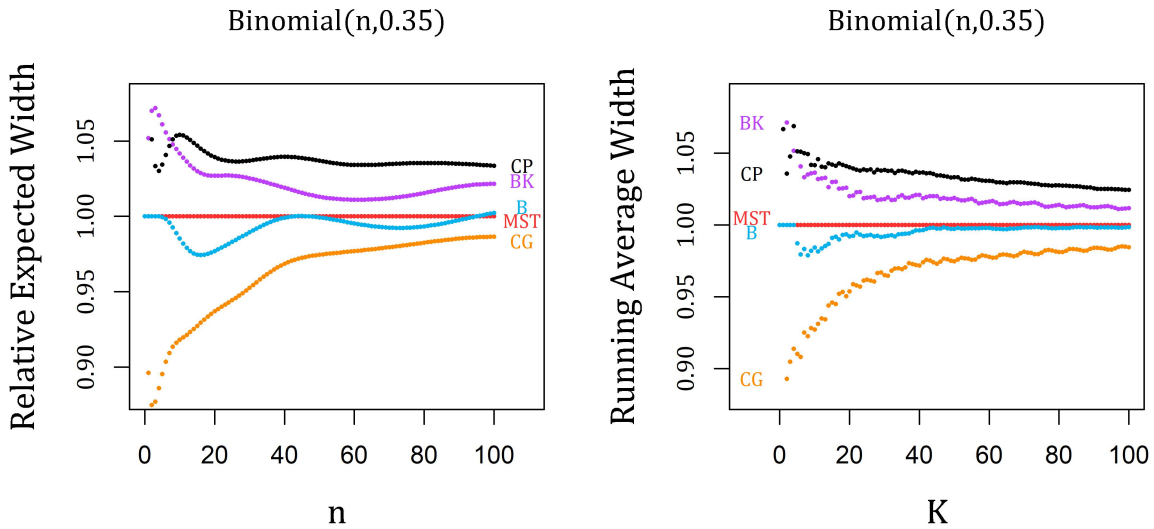 Binomial(n,0.35)
Relative Expected Width
1.05
1.00
0.95
0.90
CP
BK
B
MST
CG
0 20 40 60 80 100
n
Binomial(n,0.35)
Running Average Width
1.05
1.00
0.95
0.90
BK
CP
MST
B
CG
0 20 40 60 80 100
K